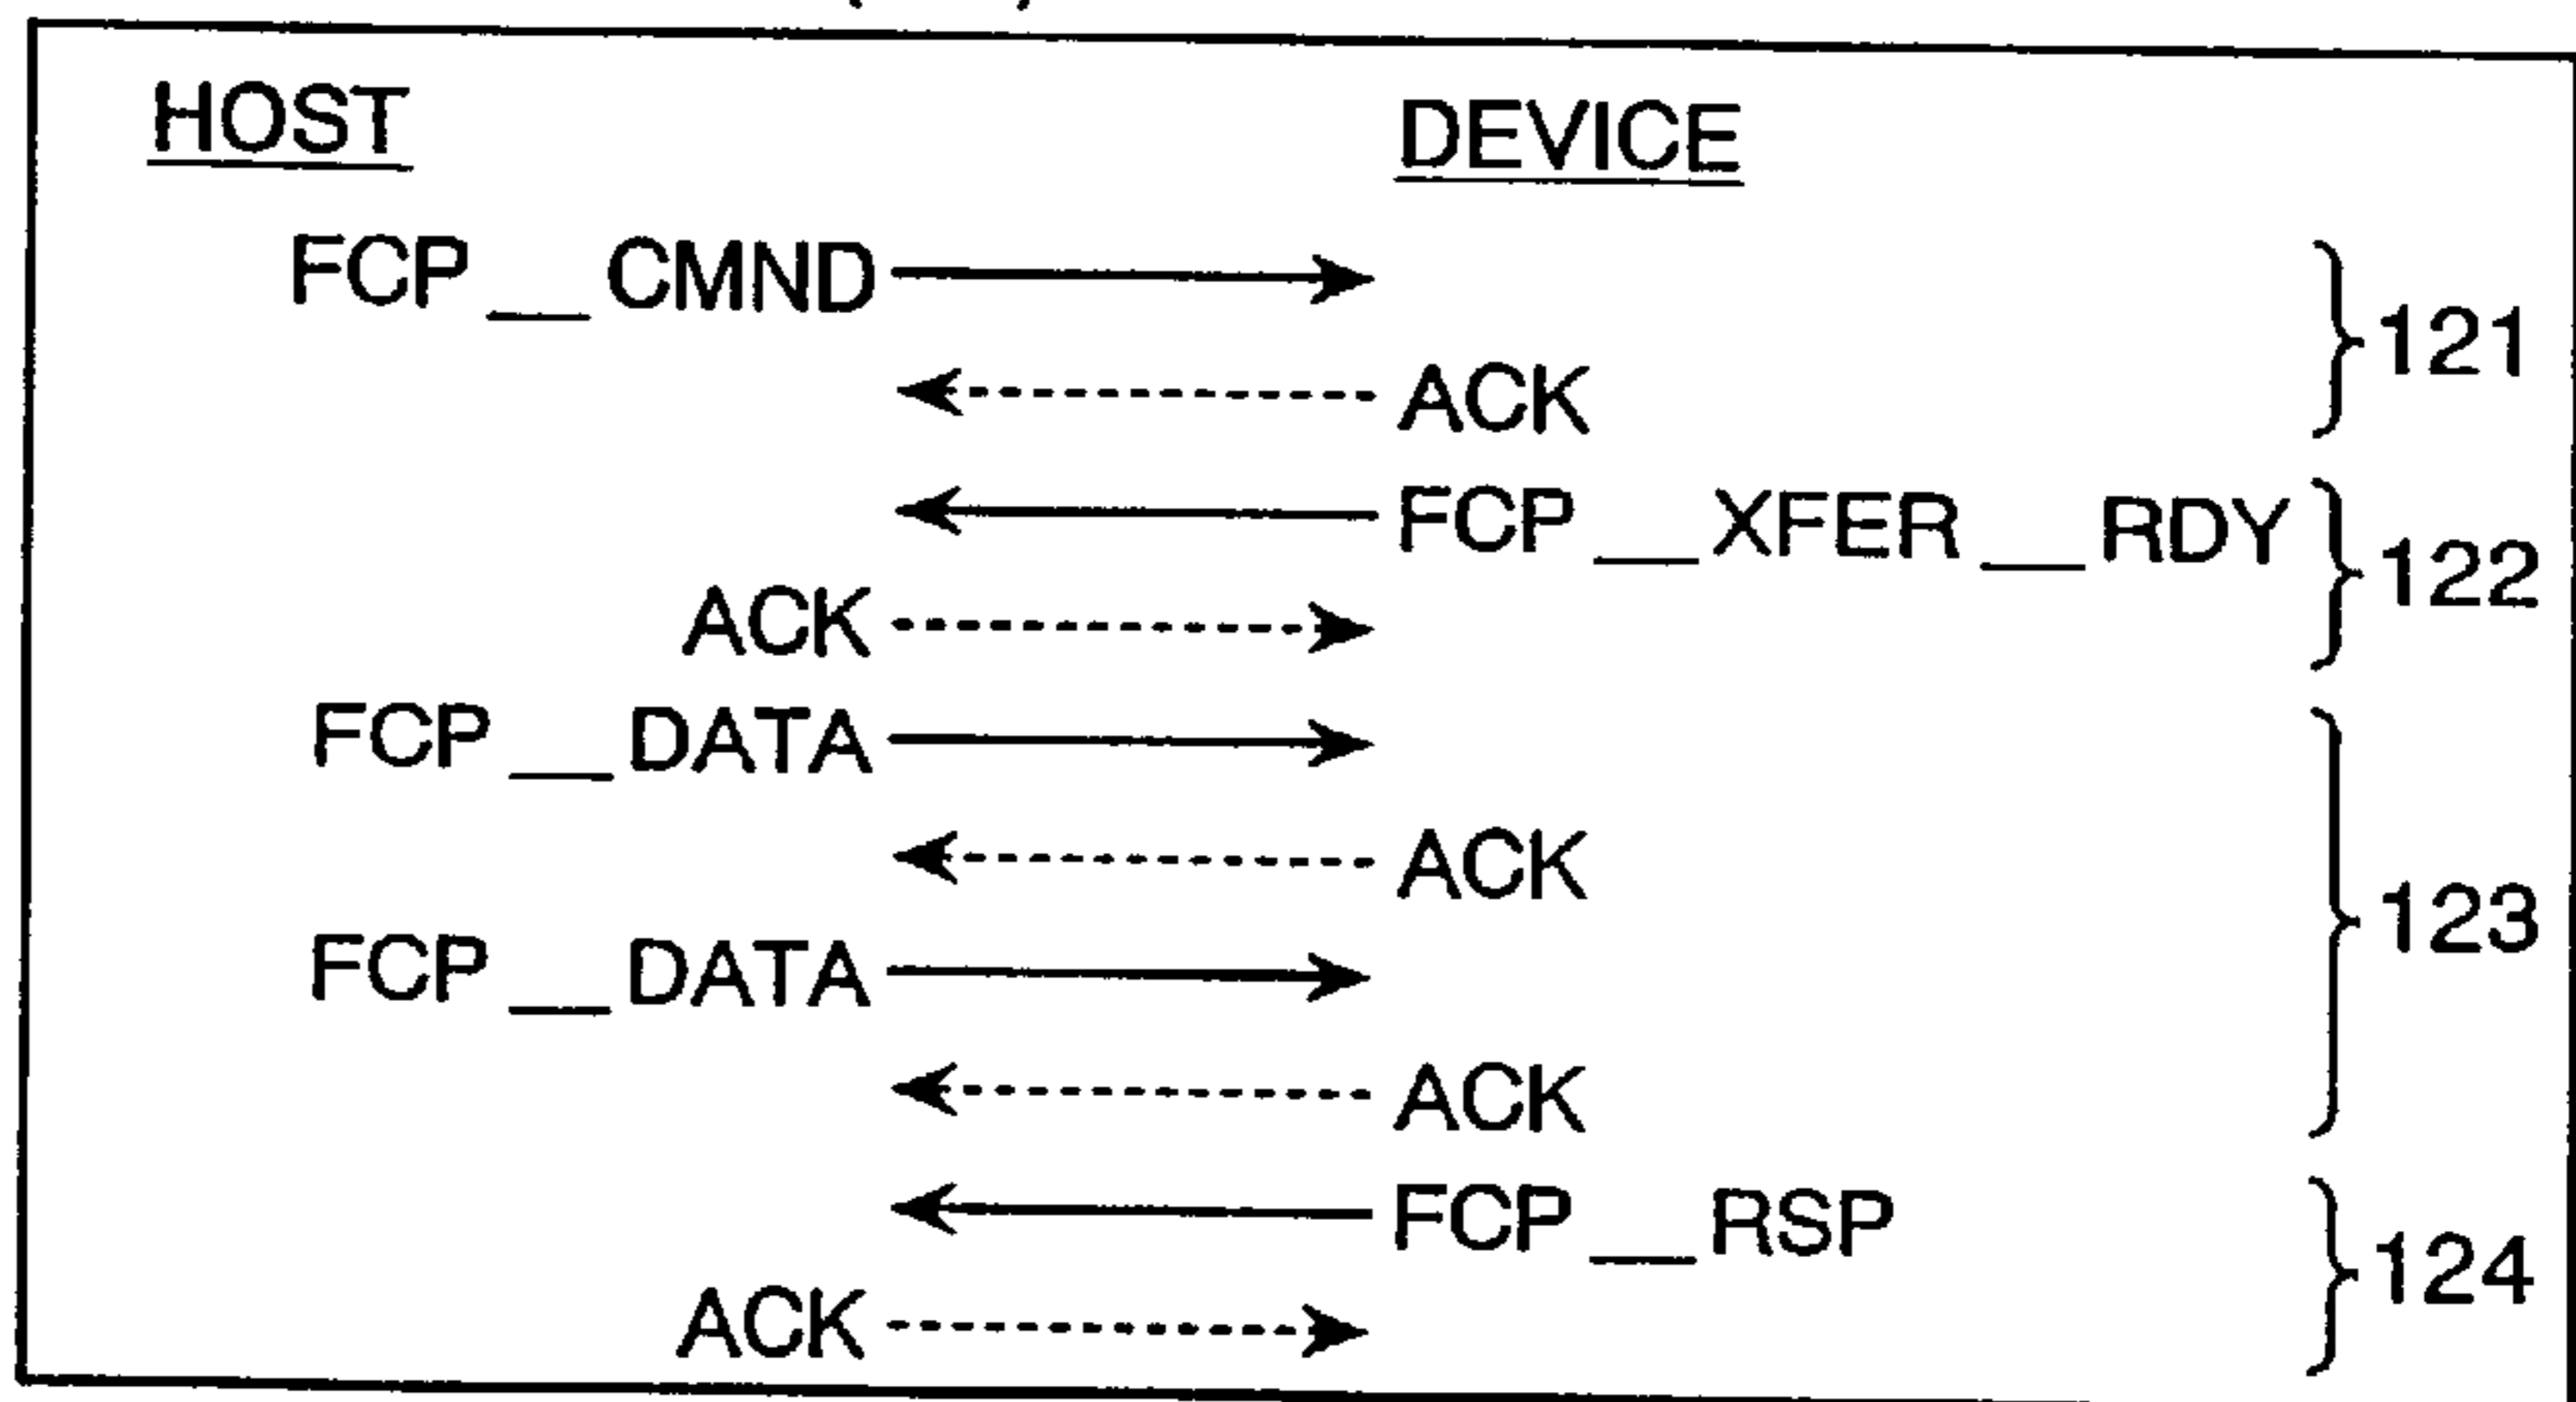 HOST DEVICE
FCP__CMND
121
ACK
FCP__XFER__RDY
122
ACK
FCP__DATA
ACK
123
FCP__DATA
ACK
FCP__RSP
124
ACK